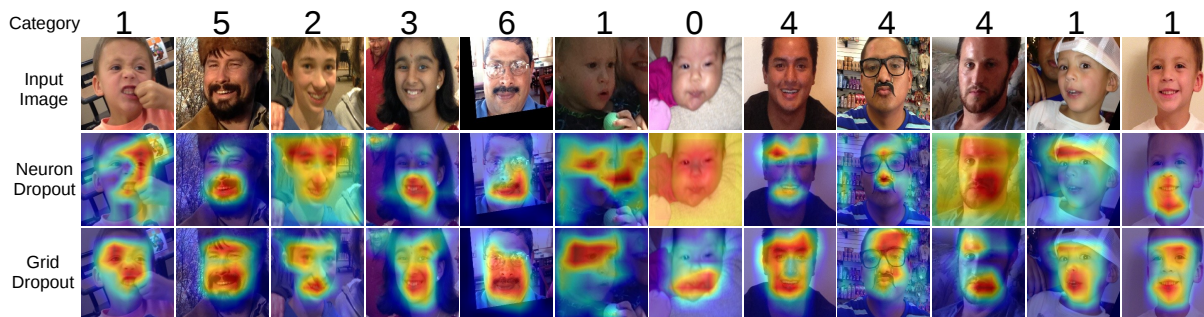 Category 1 5 2 3 6 1 0 4 4 4 1 1
Input
Image
Neuron
Dropout
Grid
Dropout